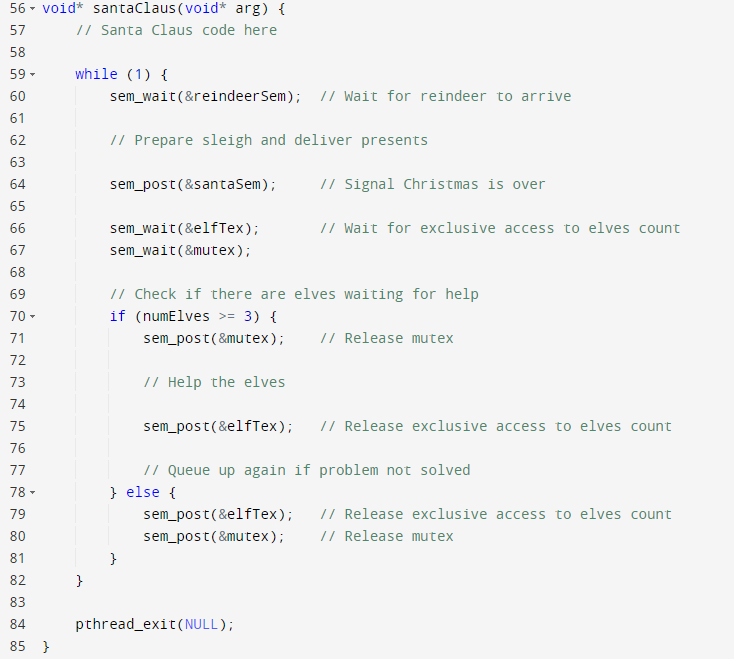 56 void* santaClaus(void* arg) {
57     // Santa Claus code here
58
59     while (1) {
60         sem_wait(&reindeerSem);  // Wait for reindeer to arrive
61
62         // Prepare sleigh and deliver presents
63
64         sem_post(&santaSem);     // Signal Christmas is over
65
66         sem_wait(&elfTex);       // Wait for exclusive access to elves count
67         sem_wait(&mutex);
68
69         // Check if there are elves waiting for help
70         if (numElves >= 3) {
71             sem_post(&mutex);    // Release mutex
72
73             // Help the elves
74
75             sem_post(&elfTex);   // Release exclusive access to elves count
76
77             // Queue up again if problem not solved
78         } else {
79             sem_post(&elfTex);   // Release exclusive access to elves count
80             sem_post(&mutex);    // Release mutex
81         }
82     }
83
84     pthread_exit(NULL);
85 }